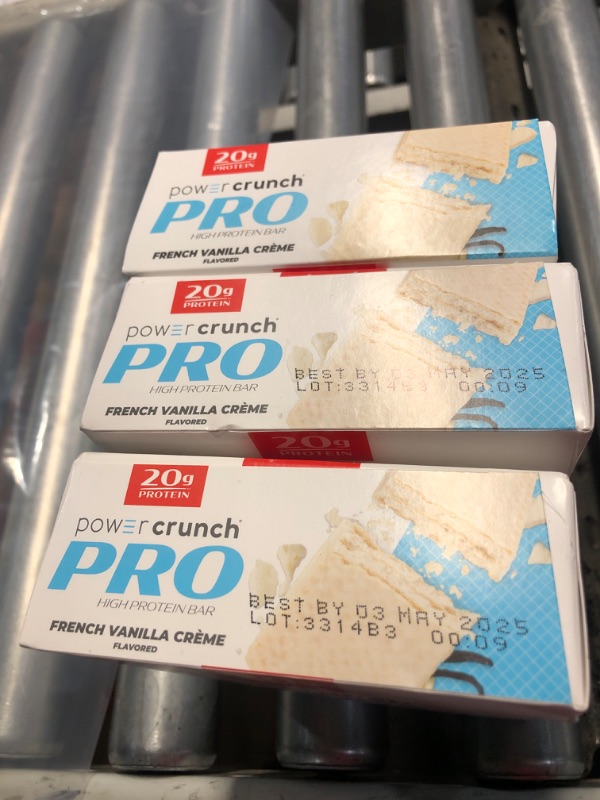 20g
PROTEIN
power crunch
PRO
HIGH PROTEIN BAR
FRENCH VANILLA CRÈME
FLAVORED
20g
PROTEIN
power crunch
PRO
HIGH PROTEIN BAR
FRENCH VANILLA CRÈME
FLAVORED
BEST BY MAY 2025
LOT:3314B3 00:09
20g
PROTEIN
20g
PROTEIN
power crunch
PRO
HIGH PROTEIN BAR
FRENCH VANILLA CRÈME
FLAVORED
BEST BY 03 MAY 2025
LOT:3314B3 00:09